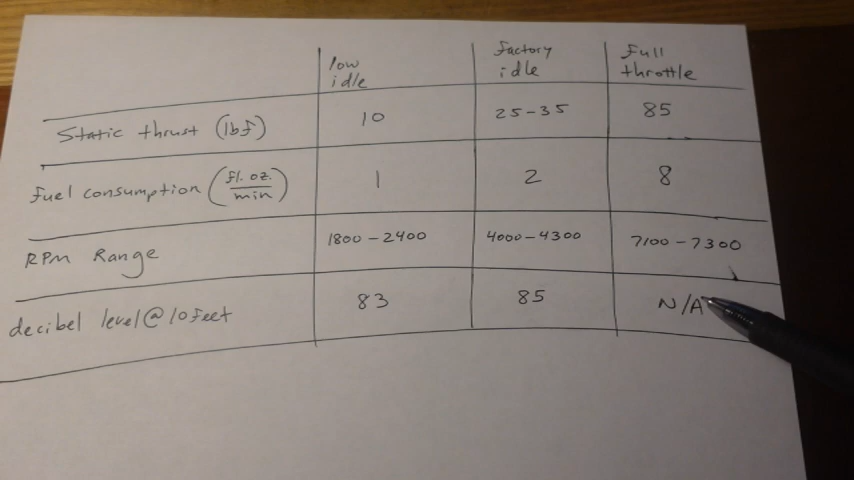 low idle factory idle Full throttle
Static thrust (lbf) 10 25-35 85
fuel consumption (fl. oz. / min) 1 2 8
RPM Range 1800-2400 4000-4300 7100-7300
decibel level@10feet 83 85 N/A